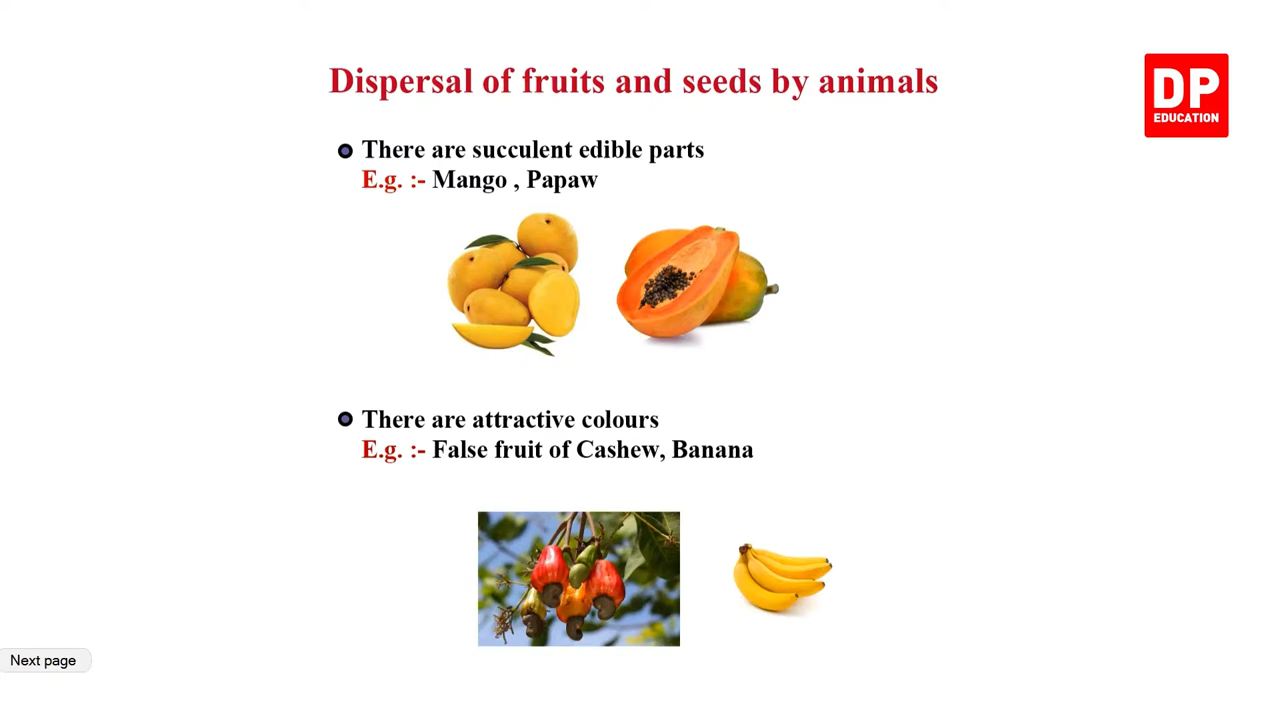 Dispersal of fruits and seeds by animals
DP
EDUCATION
There are succulent edible parts
E.g. :- Mango , Papaw
There are attractive colours
E.g. :- False fruit of Cashew, Banana
Next page